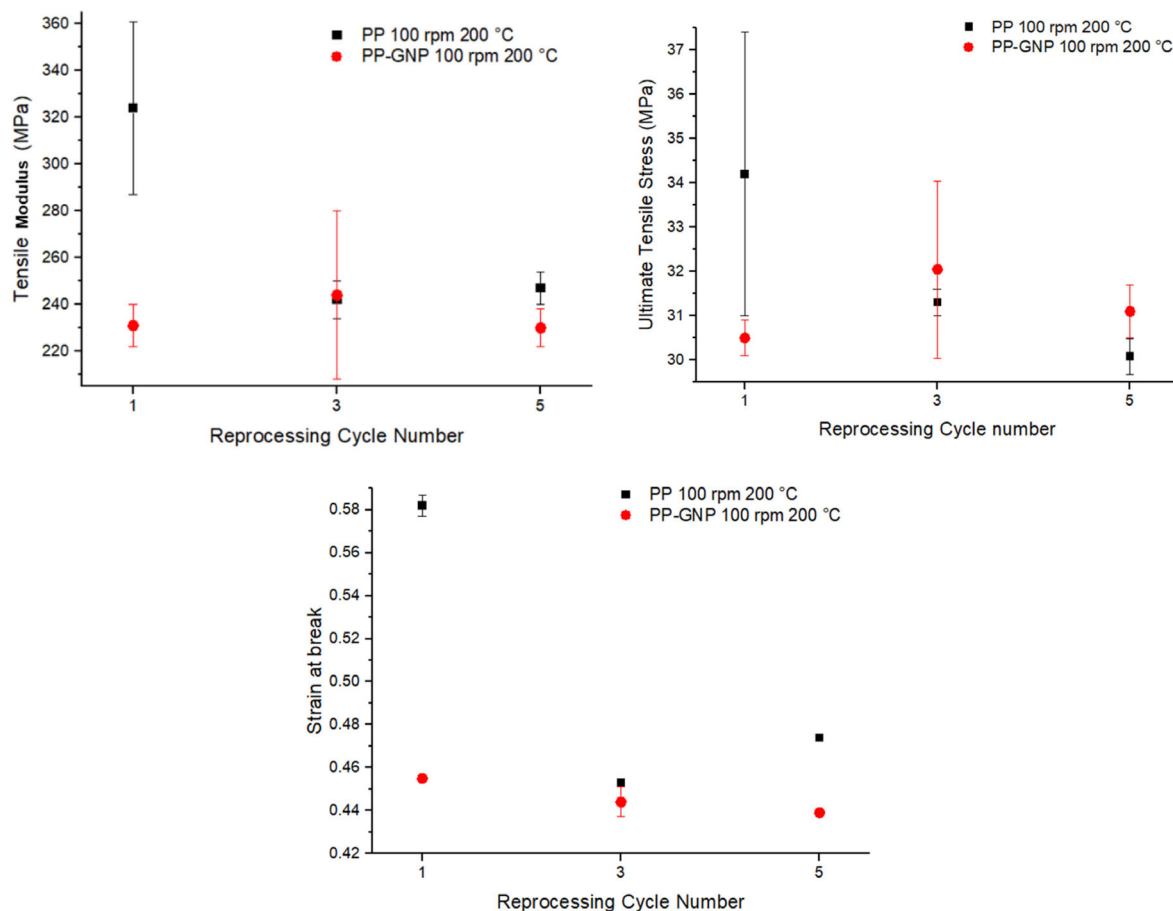 360
340
320
300
280
260
240
220
Tensile Modulus (MPa)
PP 100 rpm 200 °C
PP-GNP 100 rpm 200 °C
1
3
5
Reprocessing Cycle Number
37
36
35
34
33
32
31
30
Ultimate Tensile Stress (MPa)
PP 100 rpm 200 °C
PP-GNP 100 rpm 200 °C
1
3
5
Reprocessing Cycle number
0.58
0.56
0.54
0.52
0.50
0.48
0.46
0.44
0.42
Strain at break
PP 100 rpm 200 °C
PP-GNP 100 rpm 200 °C
1
3
5
Reprocessing Cycle Number